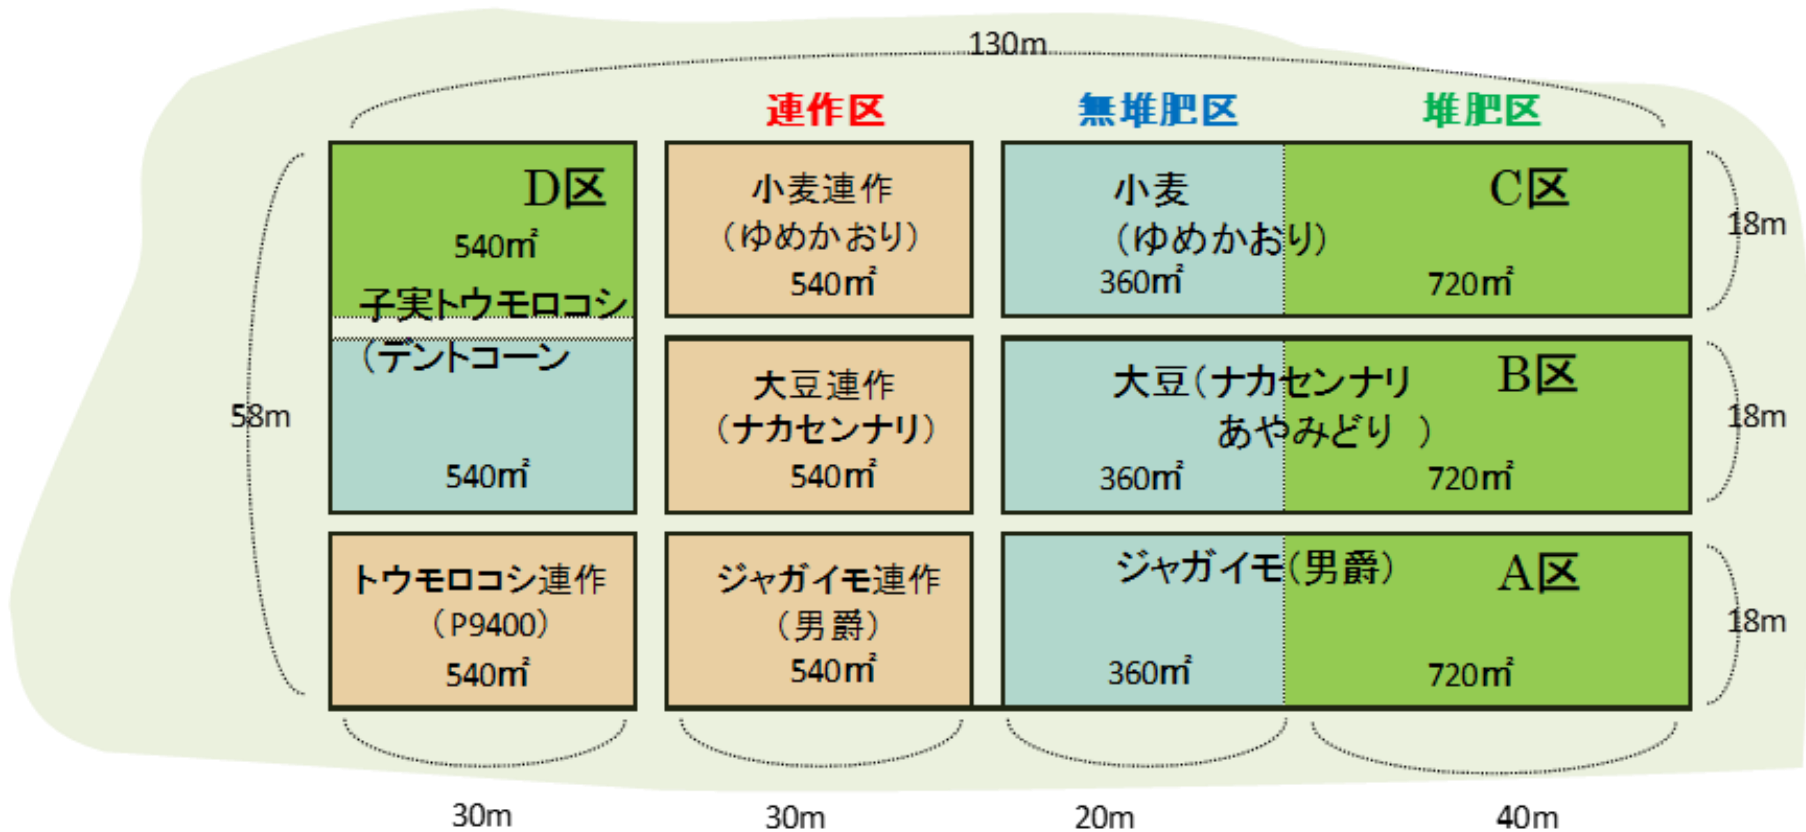 130m
連作区
無堆肥区
堆肥区
D区
540㎡
子実トウモロコシ
(デントコーン
540㎡
小麦連作
(ゆめかおり)
540㎡
小麦
(ゆめかおり)
360㎡
C区
720㎡
18m
58m
大豆連作
(ナカセンナリ)
540㎡
大豆(ナカセンナリ
あやみどり )
360㎡
B区
720㎡
18m
トウモロコシ連作
(P9400)
540㎡
ジャガイモ連作
(男爵)
540㎡
ジャガイモ(男爵)
360㎡
A区
720㎡
18m
30m
30m
20m
40m